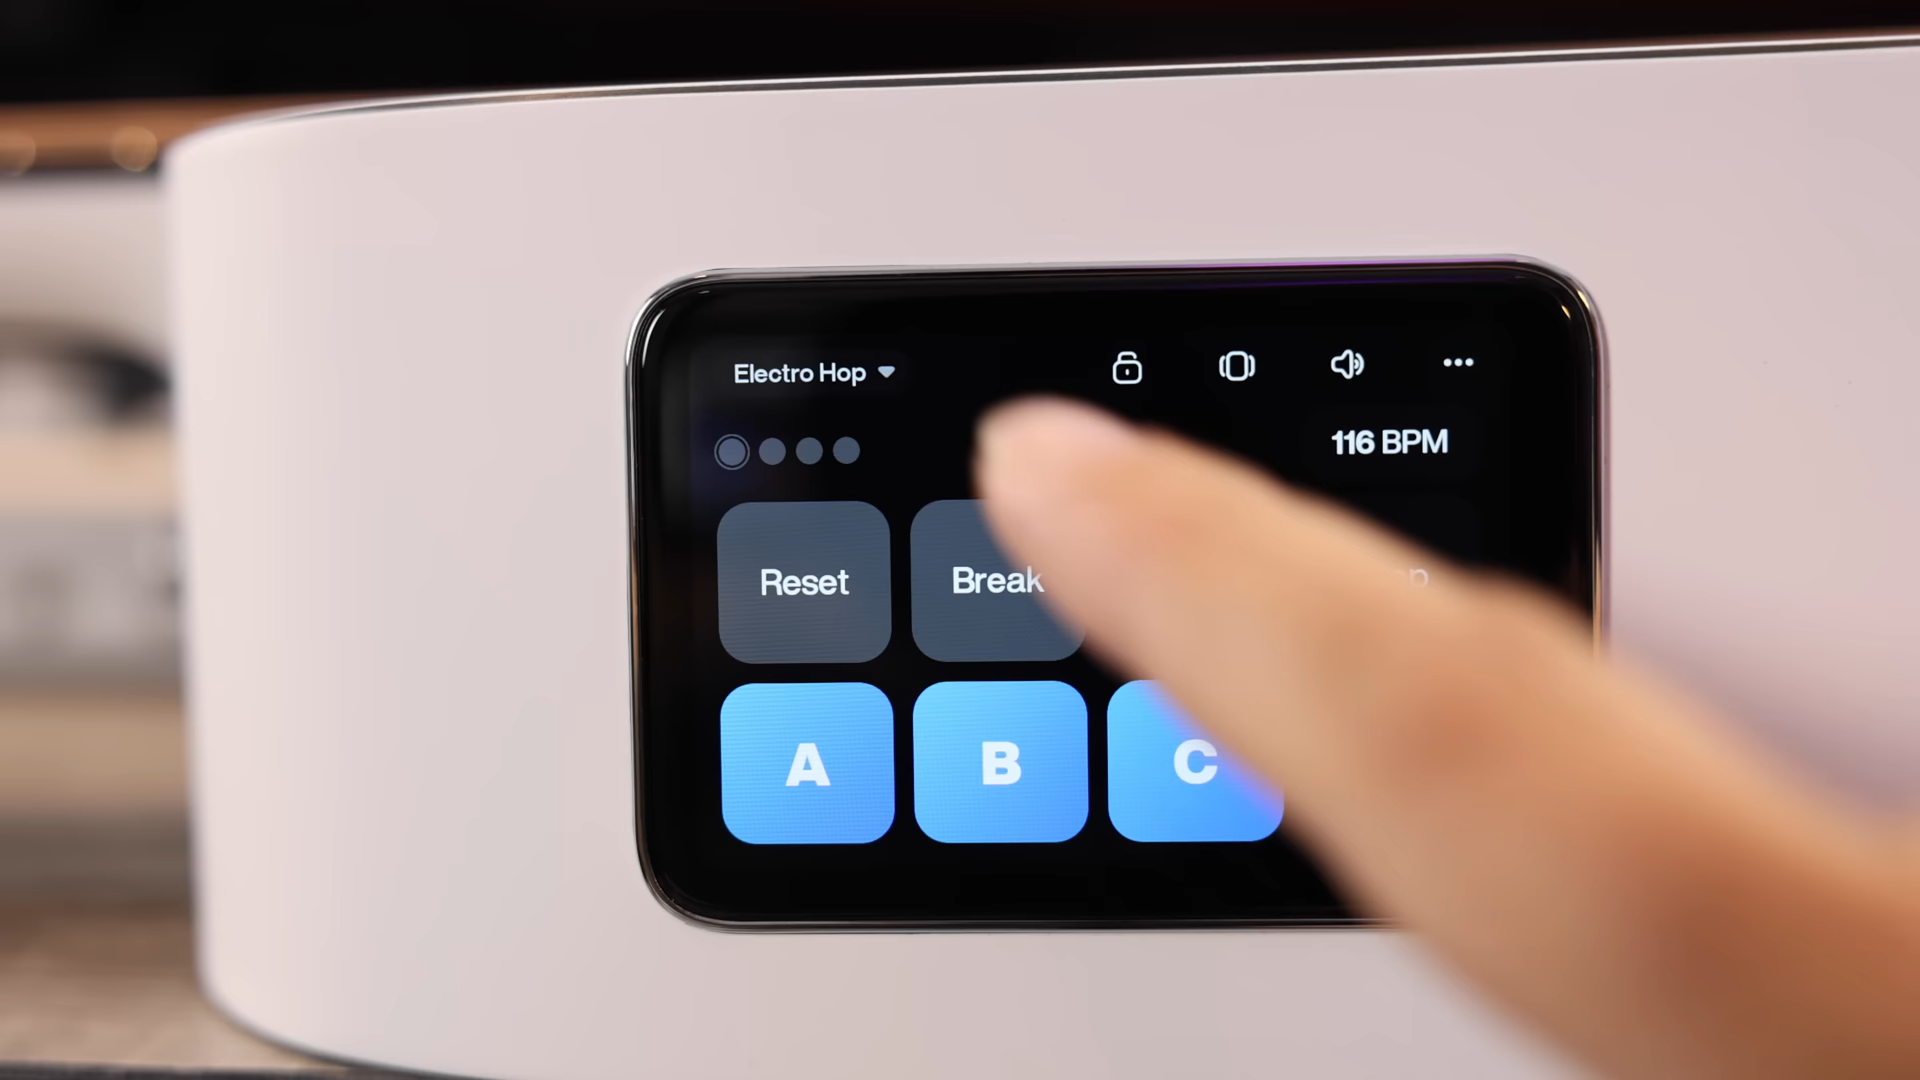 Electro Hop
116 BPM
Reset
Break
A
B
C